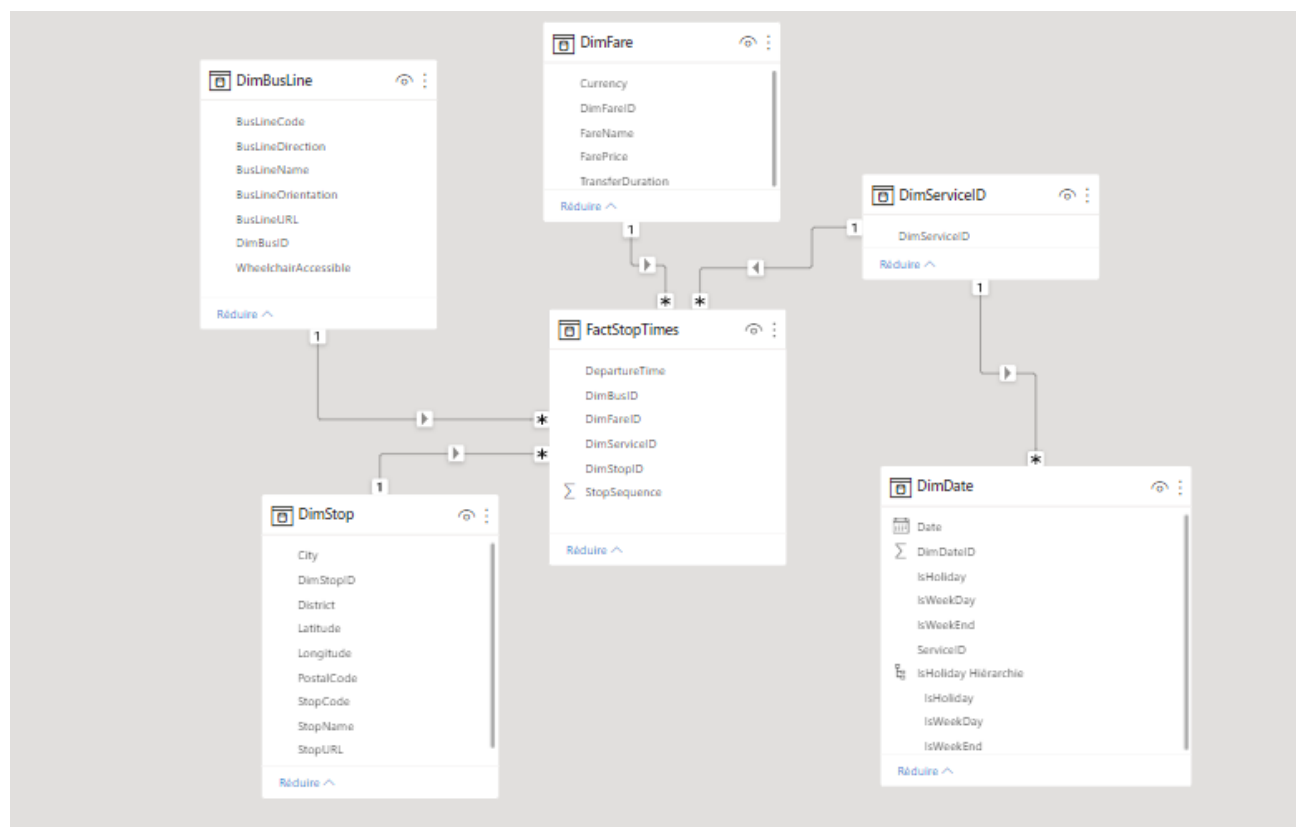 DimFare
Currency
DimFareID
FareName
FarePrice
TransferDuration
Réduire
DimBusLine
BusLineCode
BusLineDirection
BusLineName
BusLineOrientation
BusLineURL
DimBusID
WheelchairAccessible
Réduire
DimServiceID
DimServiceID
Réduire
1
1
1
1
*
*
FactStopTimes
DepartureTime
DimBusID
DimFareID
DimServiceID
DimStopID
StopSequence
Réduire
*
*
1
*
DimStop
City
DimStopID
District
Latitude
Longitude
PostalCode
StopCode
StopName
StopURL
Réduire
DimDate
Date
DimDateID
IsHoliday
IsWeekDay
IsWeekEnd
ServiceID
IsHoliday Hiérarchie
IsHoliday
IsWeekDay
IsWeekEnd
Réduire